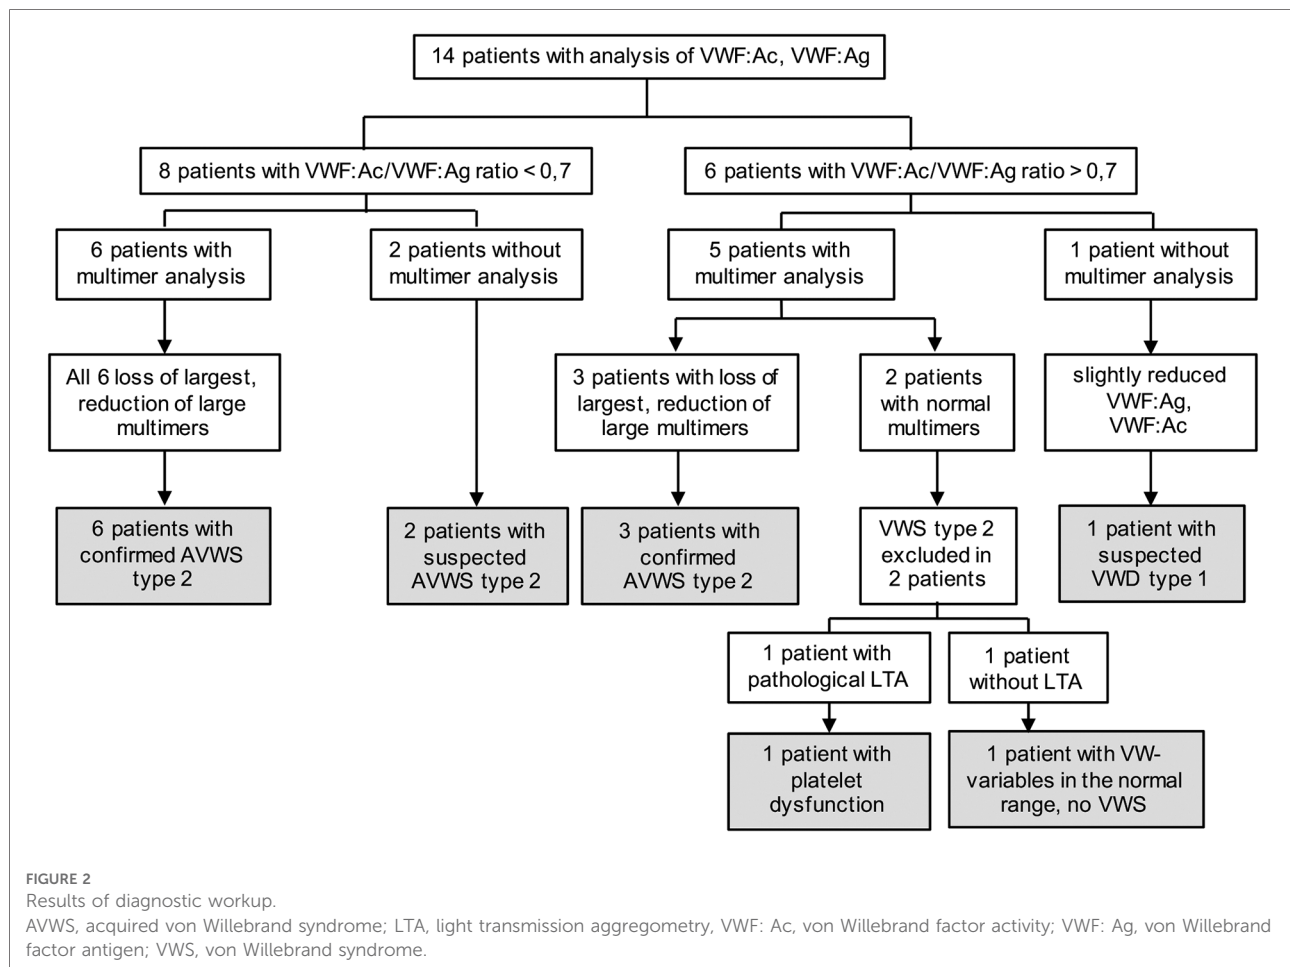 14 patients with analysis of VWF:Ac, VWF:Ag
8 patients with VWF:Ac/VWF:Ag ratio < 0,7
6 patients with VWF:Ac/VWF:Ag ratio > 0,7
6 patients with
multimer analysis
2 patients without
multimer analysis
5 patients with
multimer analysis
1 patient without
multimer analysis
All 6 loss of largest,
reduction of large
multimers
3 patients with loss of
largest, reduction of
large multimers
2 patients
with normal
multimers
slightly reduced
VWF:Ag,
VWF:Ac
6 patients with
confirmed AVWS
type 2
2 patients with
suspected
AVWS type 2
3 patients with
confirmed
AVWS type 2
VWS type 2
excluded in
2 patients
1 patient with
suspected
VWD type 1
1 patient with
pathological LTA
1 patient
without LTA
1 patient with
platelet
dysfunction
1 patient with VW-
variables in the normal
range, no VWS
FIGURE 2
Results of diagnostic workup.
AVWS, acquired von Willebrand syndrome; LTA, light transmission aggregometry, VWF: Ac, von Willebrand factor activity; VWF: Ag, von Willebrand
factor antigen; VWS, von Willebrand syndrome.